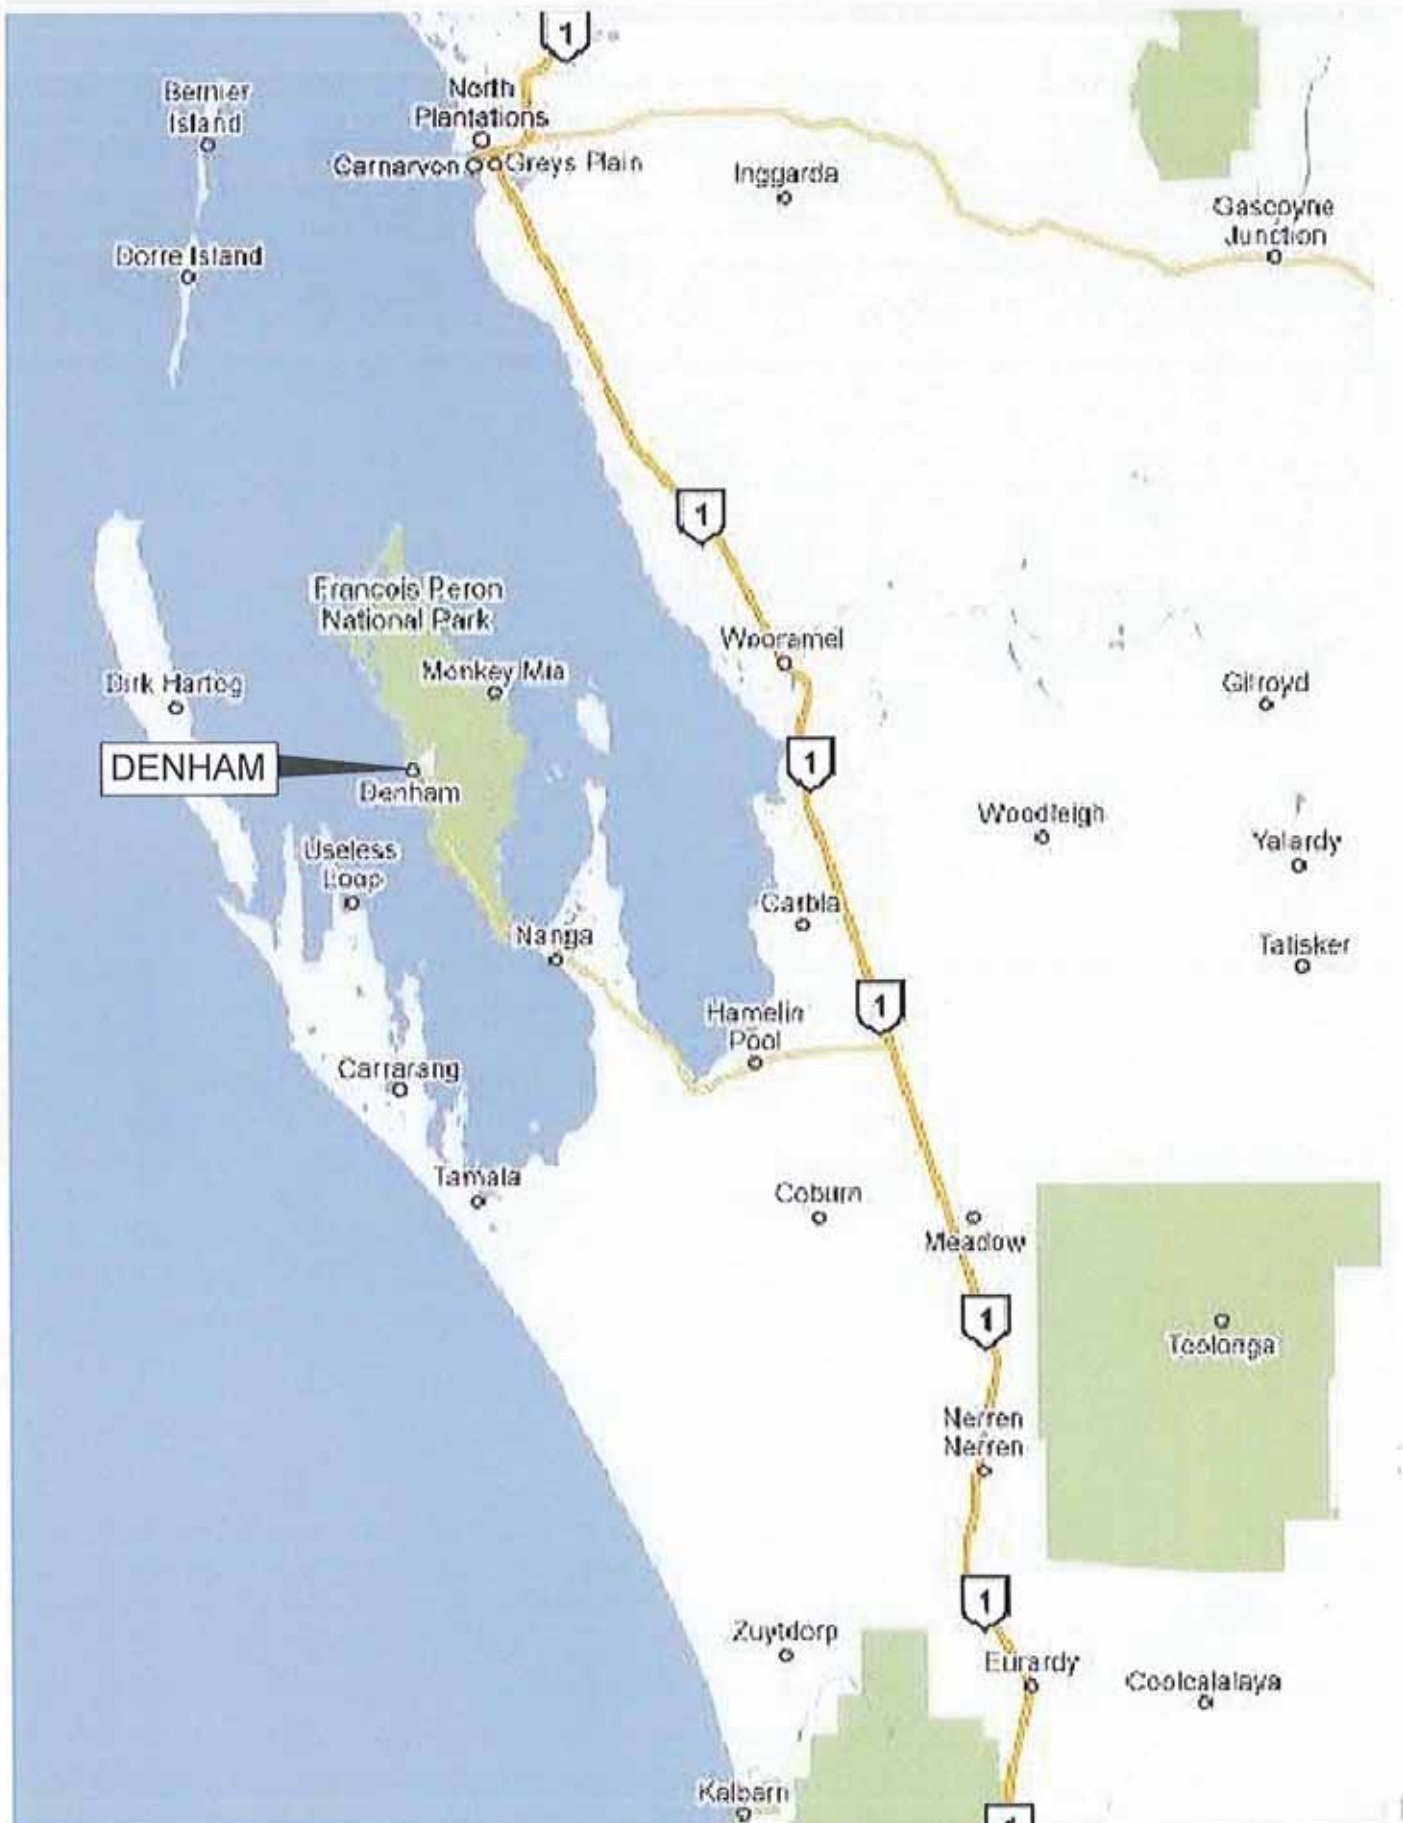 1
North
Plantations
Bernier
Island
Carnarvon
Greys Plain
Inggarda
Gascoyne
Junction
Dorre Island
1
Francois Peron
National Park
Wooramel
Monkey Mia
Dirk Hartog
Gilroyd
DENHAM
1
Denham
Woodleigh
Yalardy
Useless
Loop
Carbla
Nanga
Talisker
1
Hamelin
Pool
Carrarang
Tamala
Coburn
Meadow
1
Toolonga
Nerren
Nerren
1
Zuytdorp
Eurardy
Coolcalalaya
Kalbarri
1